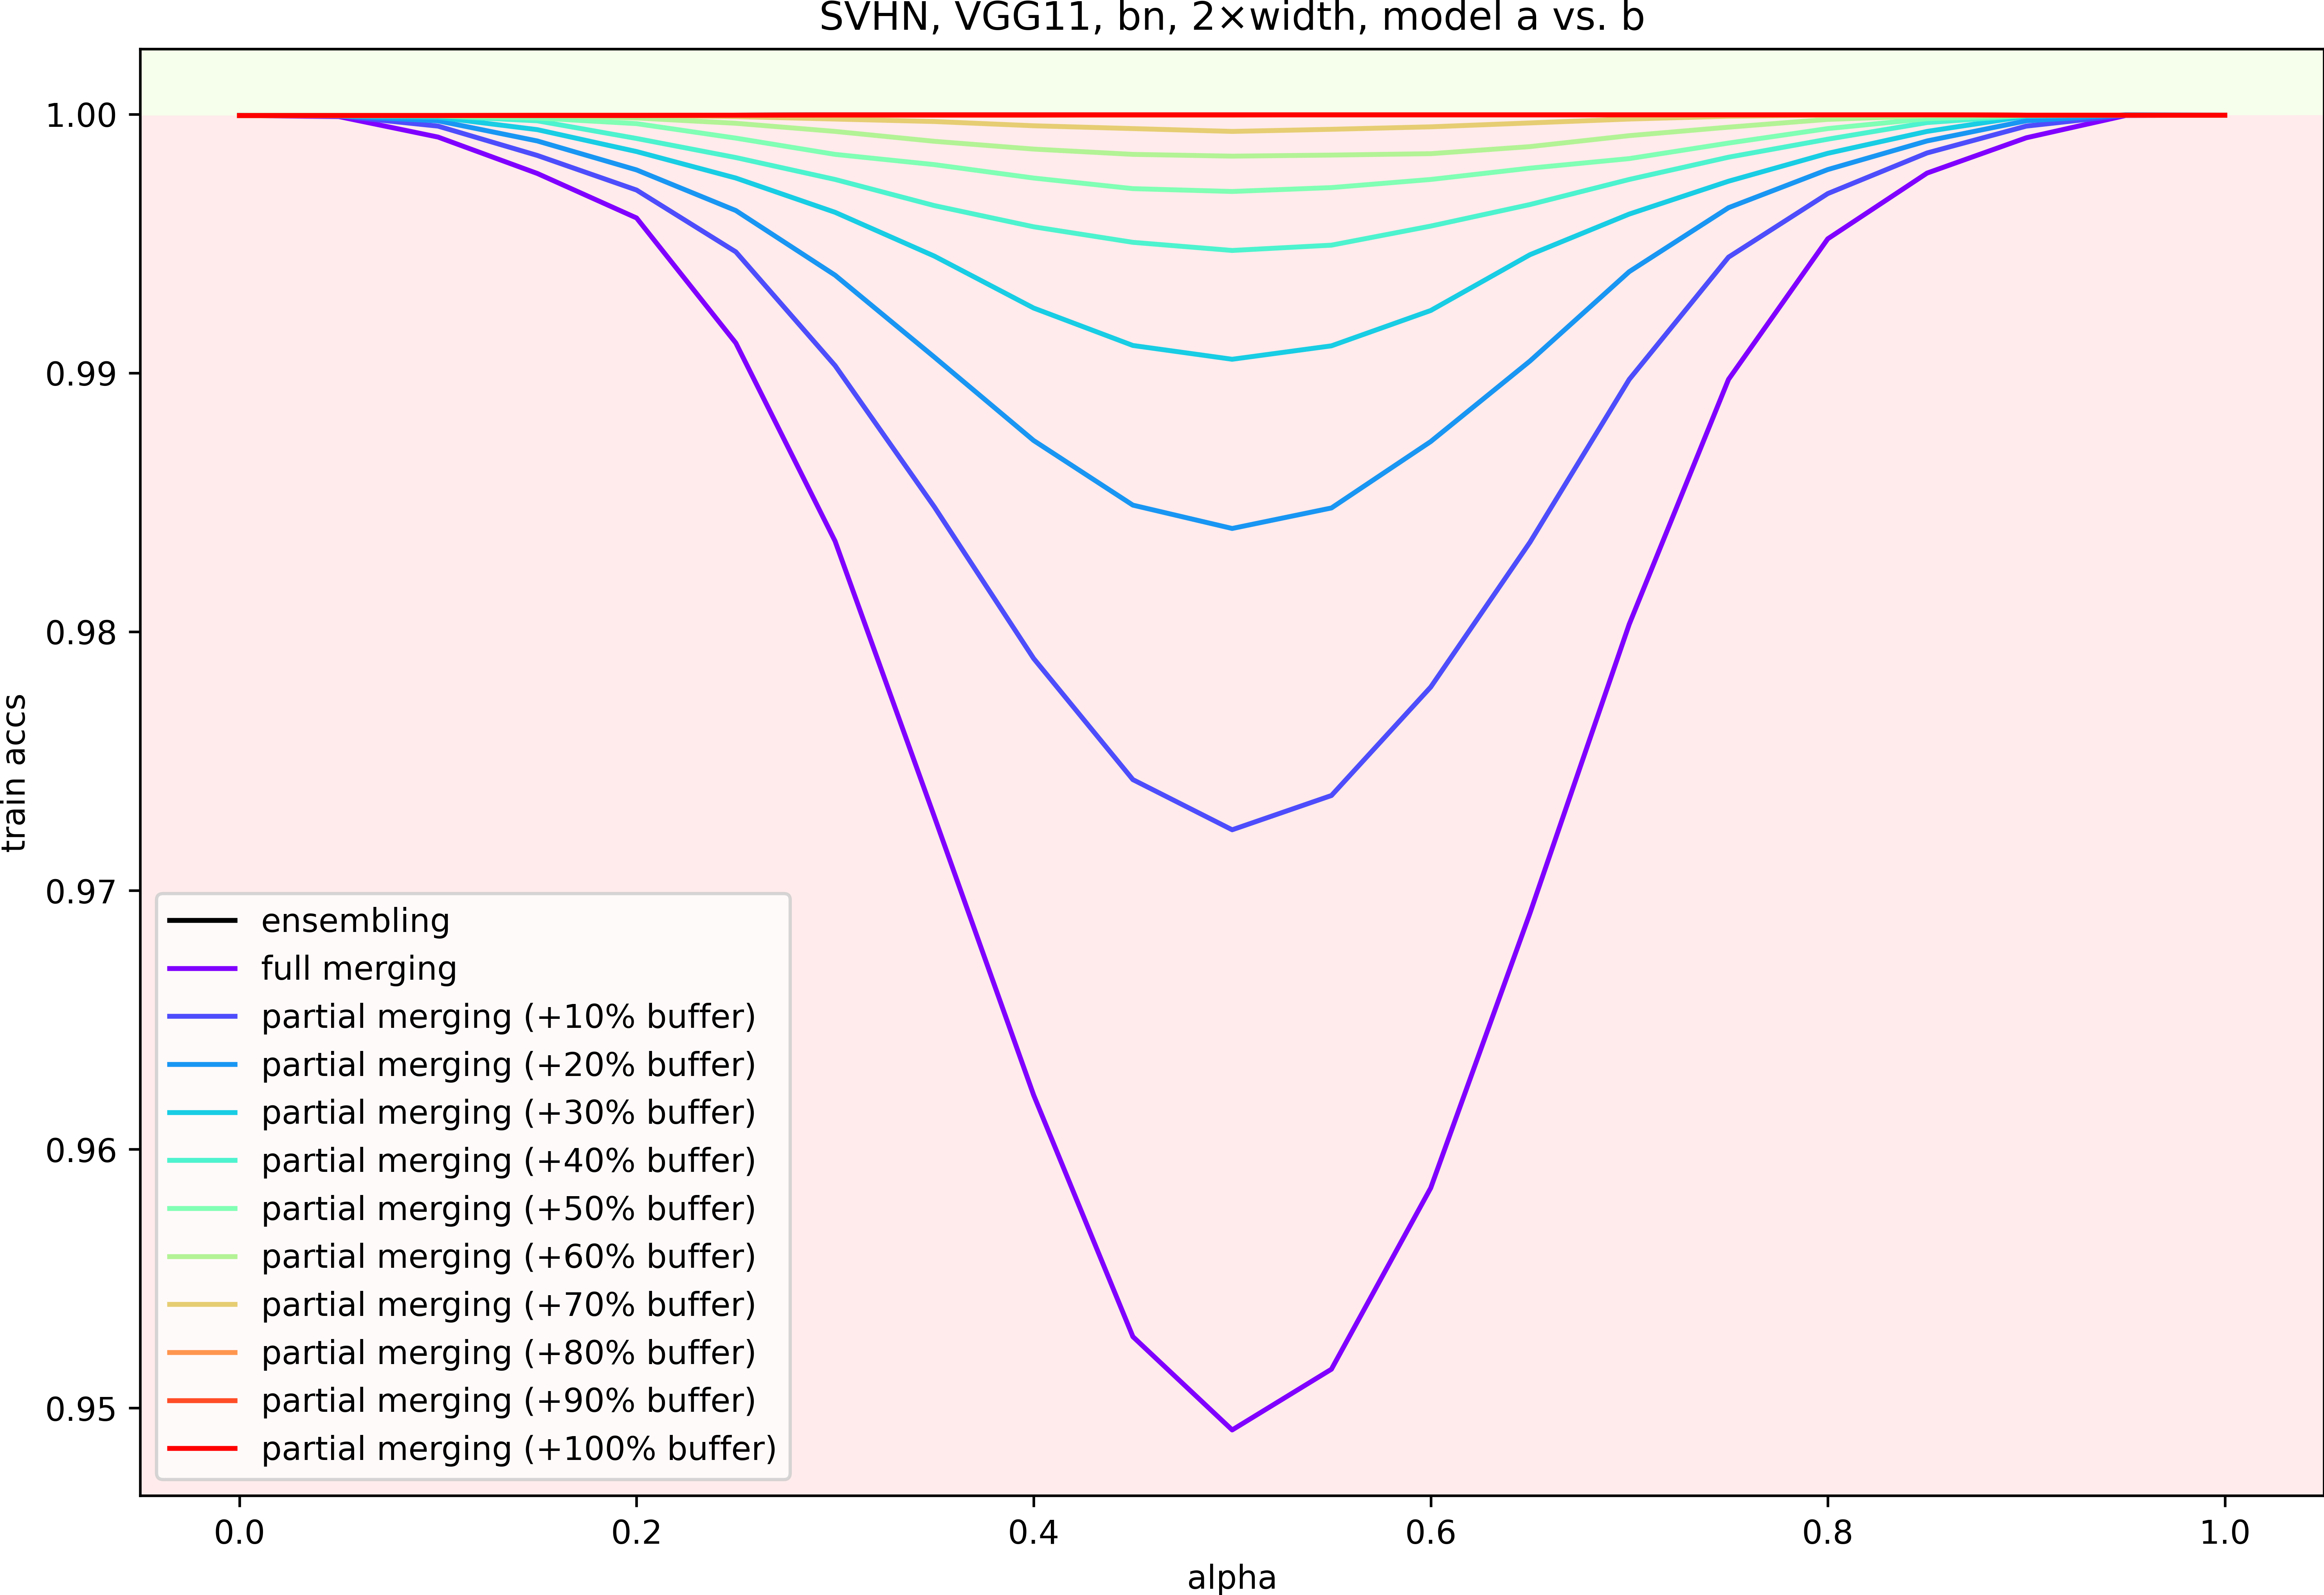 SVHN, VGG11, bn, 2×width, model a vs. b
1.00
0.99
0.98
0.97
0.96
0.95
train accs
ensembling
full merging
partial merging (+10% buffer)
partial merging (+20% buffer)
partial merging (+30% buffer)
partial merging (+40% buffer)
partial merging (+50% buffer)
partial merging (+60% buffer)
partial merging (+70% buffer)
partial merging (+80% buffer)
partial merging (+90% buffer)
partial merging (+100% buffer)
0.0 0.2 0.4 0.6 0.8 1.0
alpha